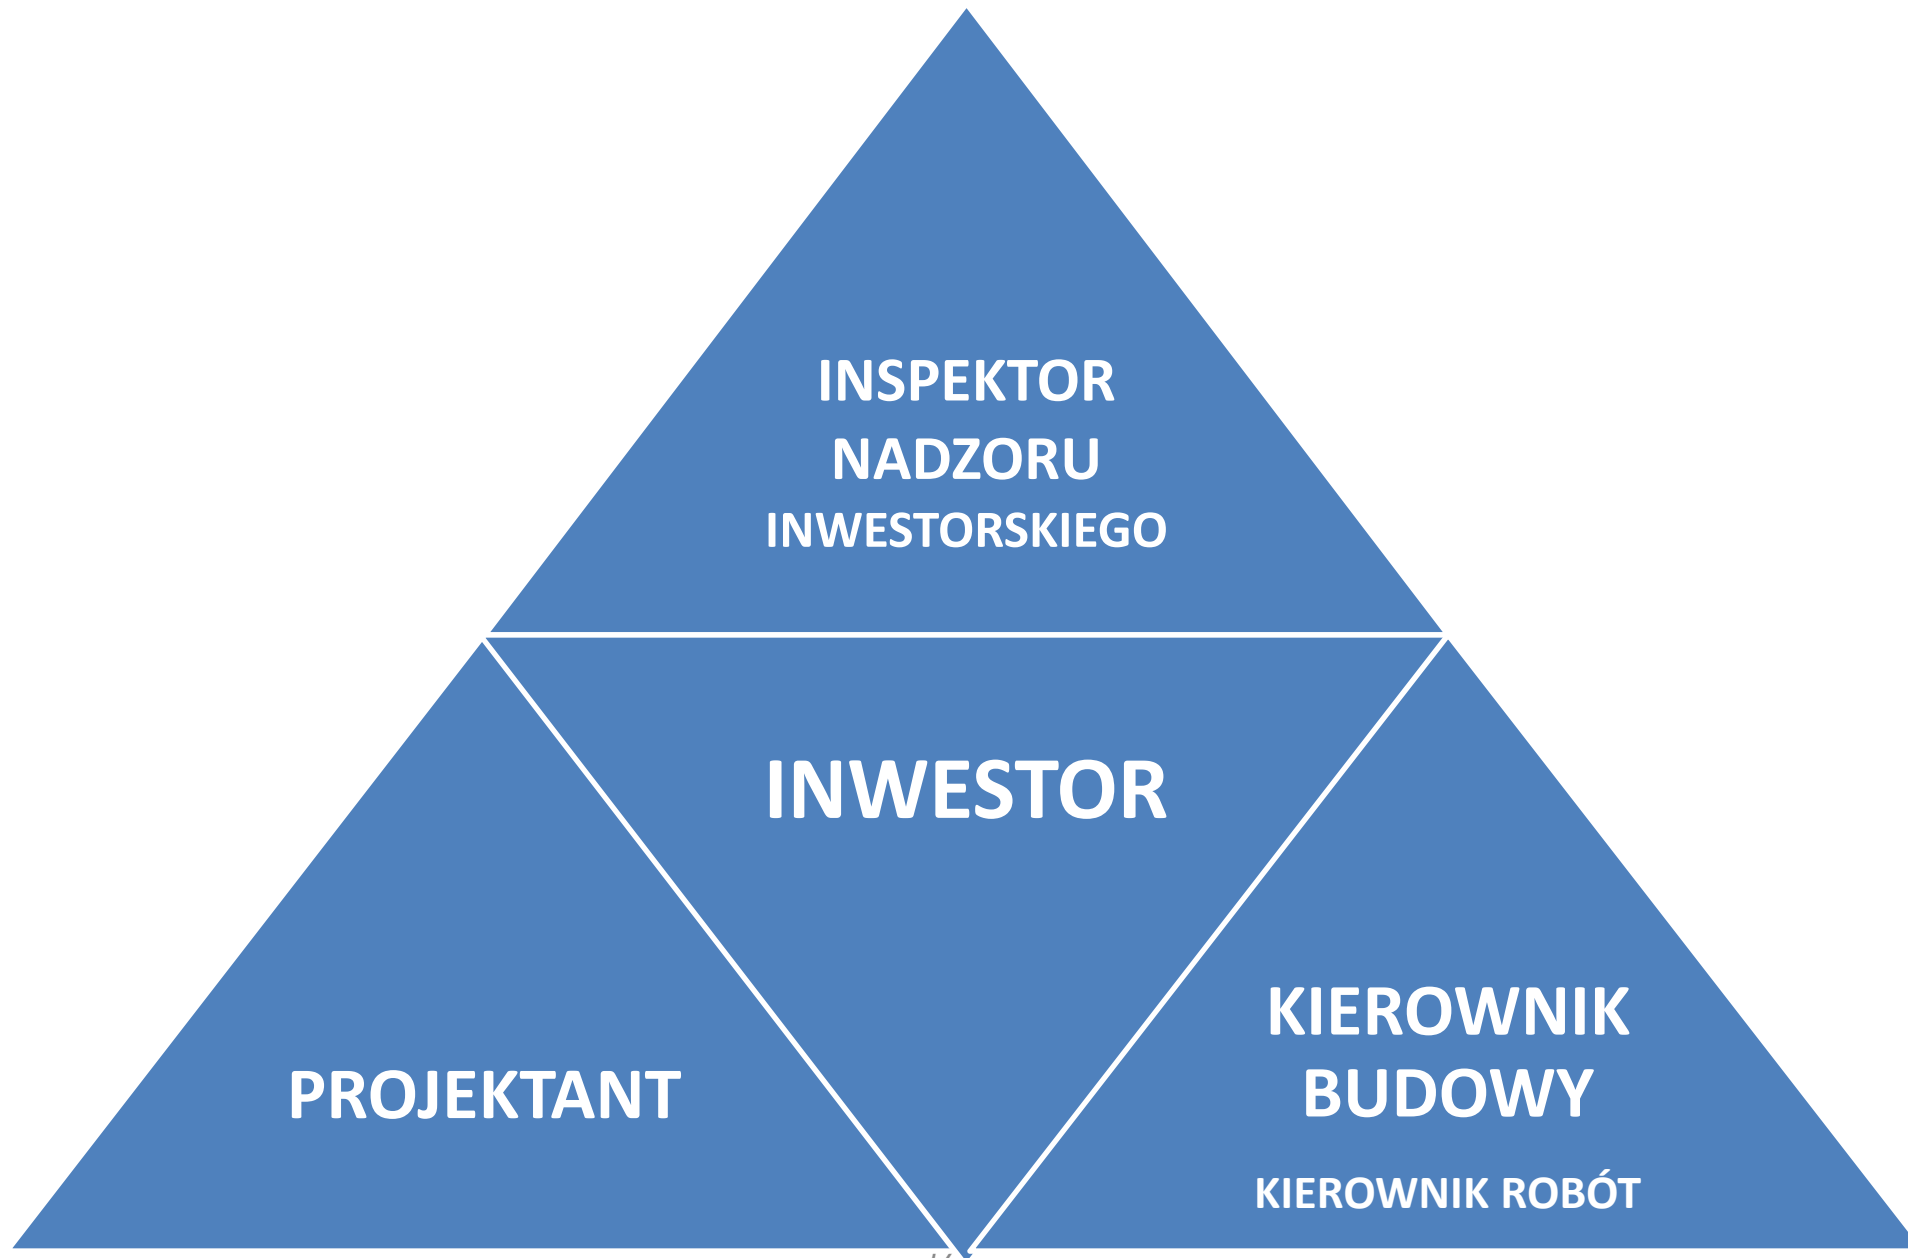 INSPEKTOR
NADZORU
INWESTORSKIEGO
INWESTOR
PROJEKTANT
KIEROWNIK
BUDOWY
KIEROWNIK ROBÓT